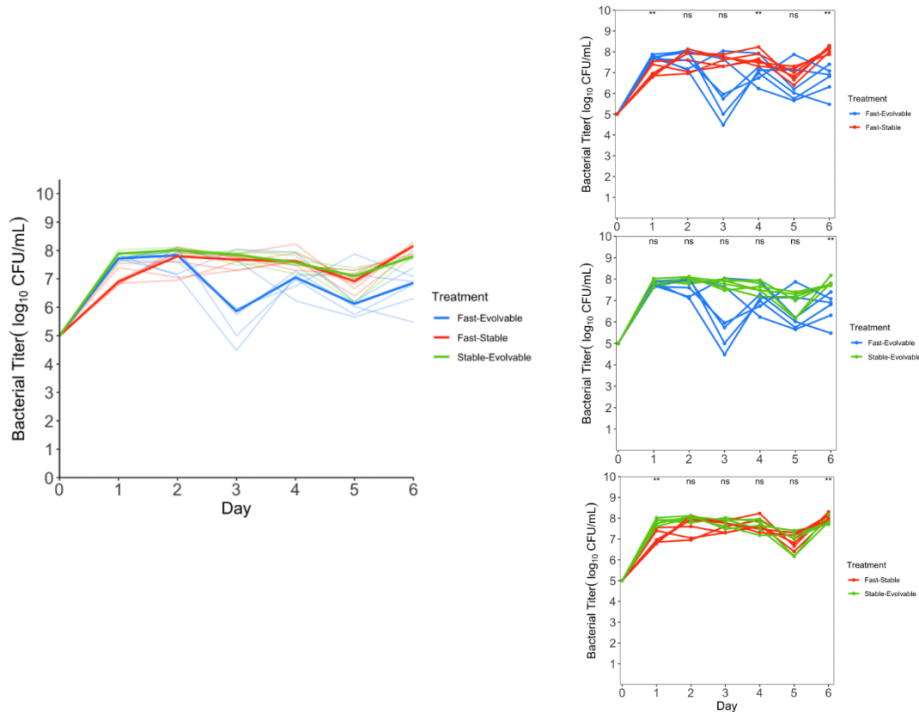 10
9
8
7
6
5
4
3
2
1
0
0 1 2 3 4 5 6
Bacterial Titer( log10 CFU/mL)
Day
Treatment
Fast-Evolvable
Fast-Stable
Stable-Evolvable
** ns ns ** ns **
10
9
8
7
6
5
4
3
2
1
0 1 2 3 4 5 6
Bacterial Titer( log10 CFU/mL)
Treatment
Fast-Evolvable
Fast-Stable
ns ns ns ns ns **
10
9
8
7
6
5
4
3
2
1
0 1 2 3 4 5 6
Bacterial Titer( log10 CFU/mL)
Treatment
Fast-Evolvable
Stable-Evolvable
** ns ns ns ns **
10
9
8
7
6
5
4
3
2
1
0 1 2 3 4 5 6
Bacterial Titer( log10 CFU/mL)
Day
Treatment
Fast-Stable
Stable-Evolvable